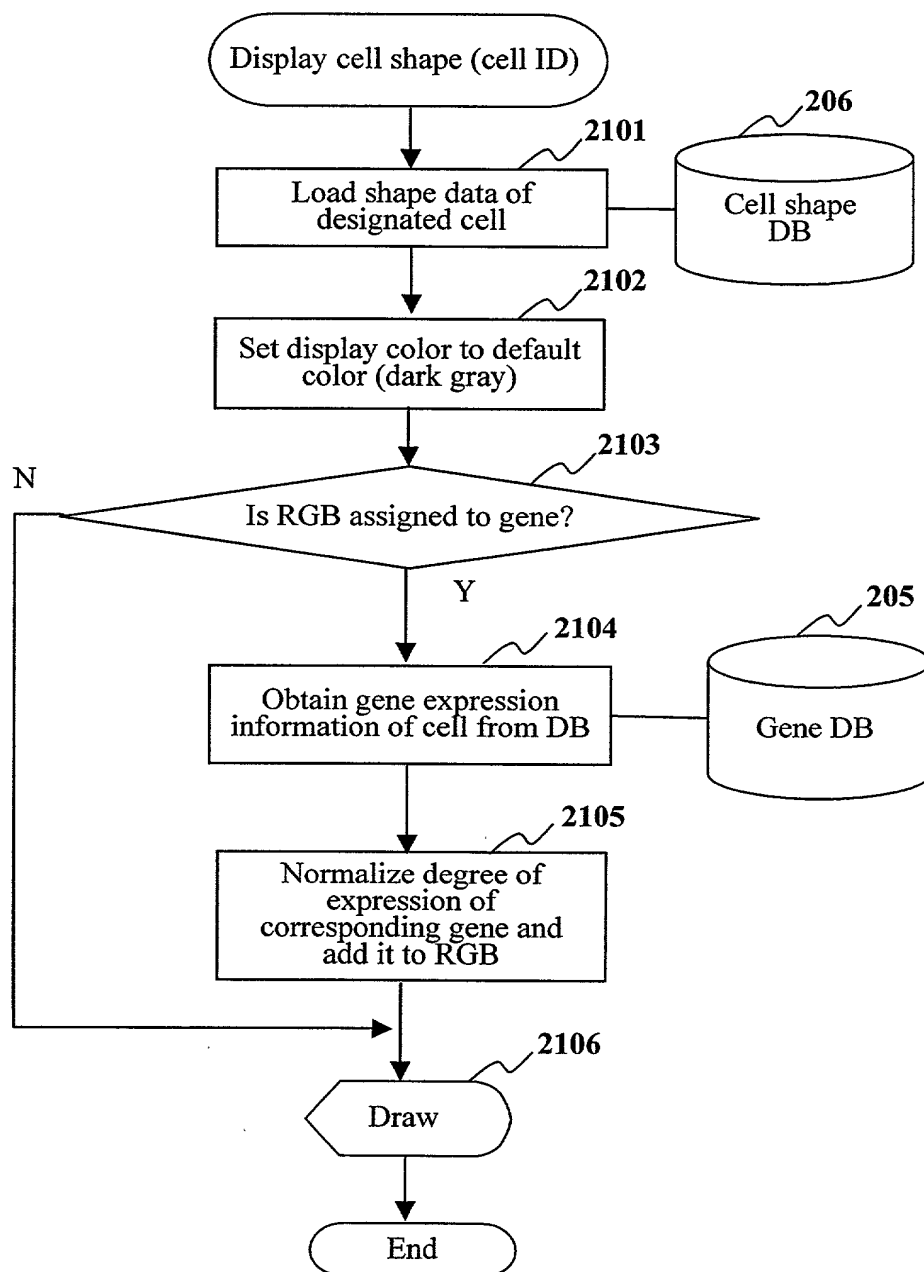 Display cell shape (cell ID)
2101
206
Load shape data of
designated cell
Cell shape
DB
2102
Set display color to default
color (dark gray)
2103
N
Is RGB assigned to gene?
Y
2104
205
Obtain gene expression
information of cell from DB
Gene DB
2105
Normalize degree of
expression of
corresponding gene and
add it to RGB
2106
Draw
End